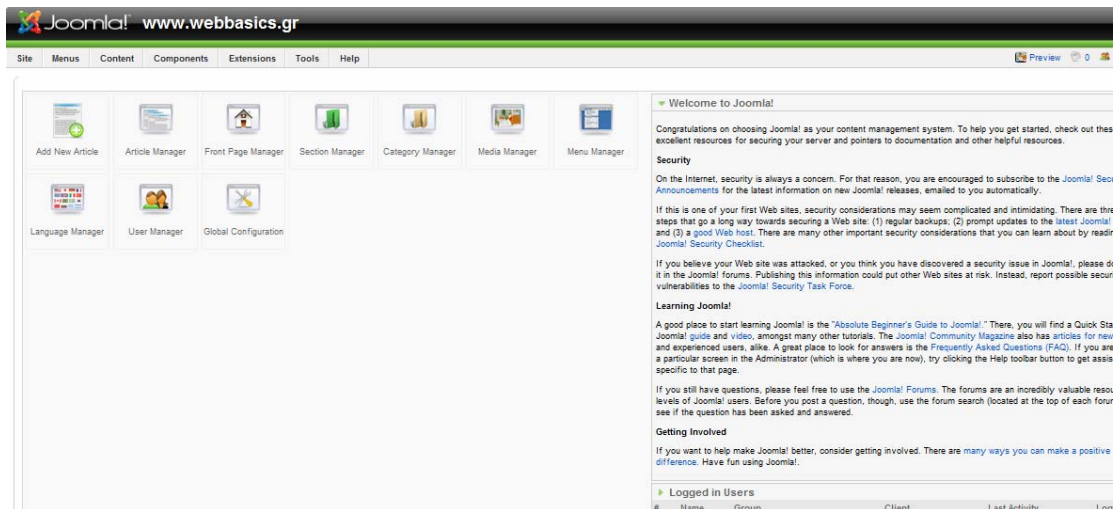 Joomla! www.webbasics.gr
Site Menus Content Components Extensions Tools Help Preview 0
Add New Article Article Manager Front Page Manager Section Manager Category Manager Media Manager Menu Manager
Language Manager User Manager Global Configuration
Welcome to Joomla!
Congratulations on choosing Joomla! as your content management system. To help you get started, check out these
excellent resources for securing your server and pointers to documentation and other helpful resources.
Security
On the Internet, security is always a concern. For that reason, you are encouraged to subscribe to the Joomla! Secu
Announcements for the latest information on new Joomla! releases, emailed to you automatically.
If this is one of your first Web sites, security considerations may seem complicated and intimidating. There are thre
steps that go a long way towards securing a Web site: (1) regular backups; (2) prompt updates to the latest Joomla!
and (3) a good Web host. There are many other important security considerations that you can learn about by readin
Joomla! Security Checklist.
If you believe your Web site was attacked, or you think you have discovered a security issue in Joomla!, please do
it in the Joomla! forums. Publishing this information could put other Web sites at risk. Instead, report possible securi
vulnerabilities to the Joomla! Security Task Force.
Learning Joomla!
A good place to start learning Joomla! is the "Absolute Beginner's Guide to Joomla!." There, you will find a Quick Sta
Joomla! guide and video, amongst many other tutorials. The Joomla! Community Magazine also has articles for new
and experienced users, alike. A great place to look for answers is the Frequently Asked Questions (FAQ). If you are
a particular screen in the Administrator (which is where you are now), try clicking the Help toolbar button to get assis
specific to that page.
If you still have questions, please feel free to use the Joomla! Forums. The forums are an incredibly valuable resou
levels of Joomla! users. Before you post a question, though, use the forum search (located at the top of each forum
see if the question has been asked and answered.
Getting Involved
If you want to help make Joomla! better, consider getting involved. There are many ways you can make a positive
difference. Have fun using Joomla!.
Logged in Users
# Name Group Client Last Activity Log